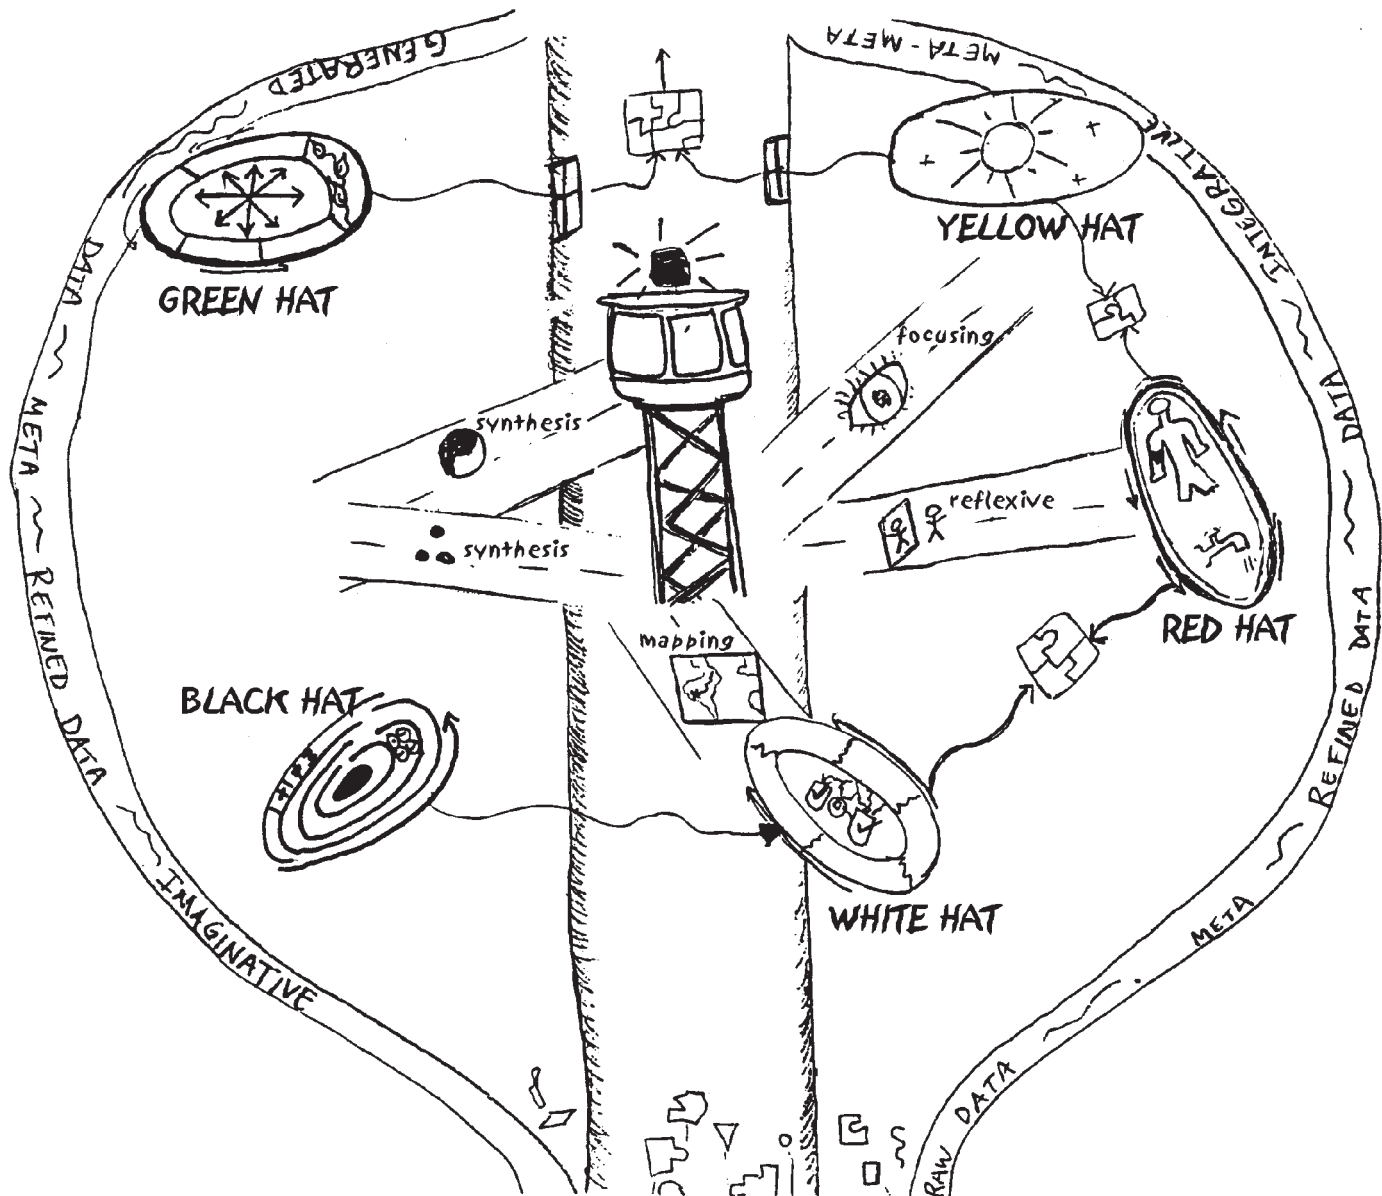 GENERATED
META-META
INTEGRATIVE
GREEN HAT
YELLOW HAT
focusing
synthesis
reflexive
synthesis
mapping
RED HAT
BLACK HAT
WHITE HAT
DATA ~ META ~ REFINED DATA ~ IMAGINATIVE
RAW DATA ~ META ~ REFINED DATA ~ DATA ~